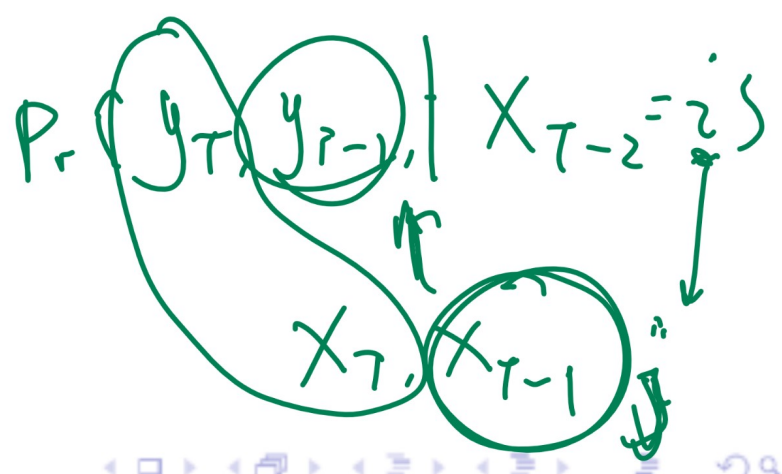 Pr { y_T, y_{T-1}, | X_{T-2} = i }
X_T, X_{T-1}